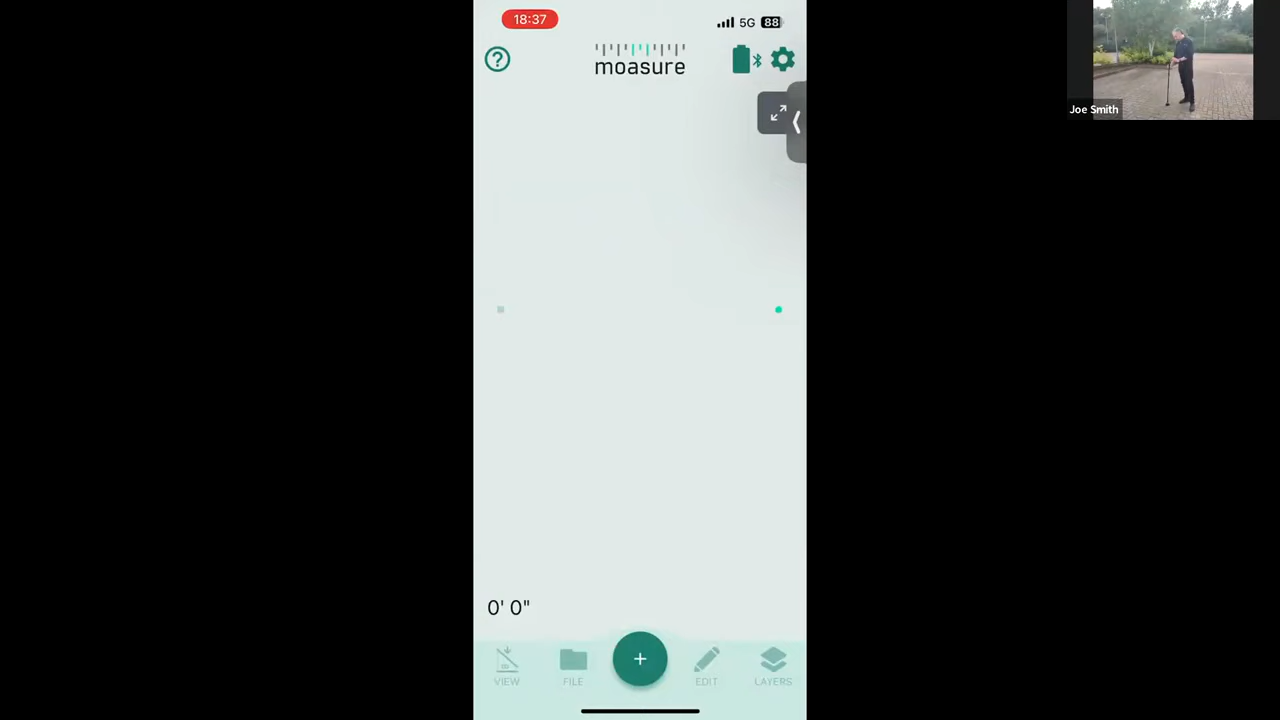 18:37
5G 88
moasure
Joe Smith
0' 0"
+
VIEW
FILE
EDIT
LAYERS